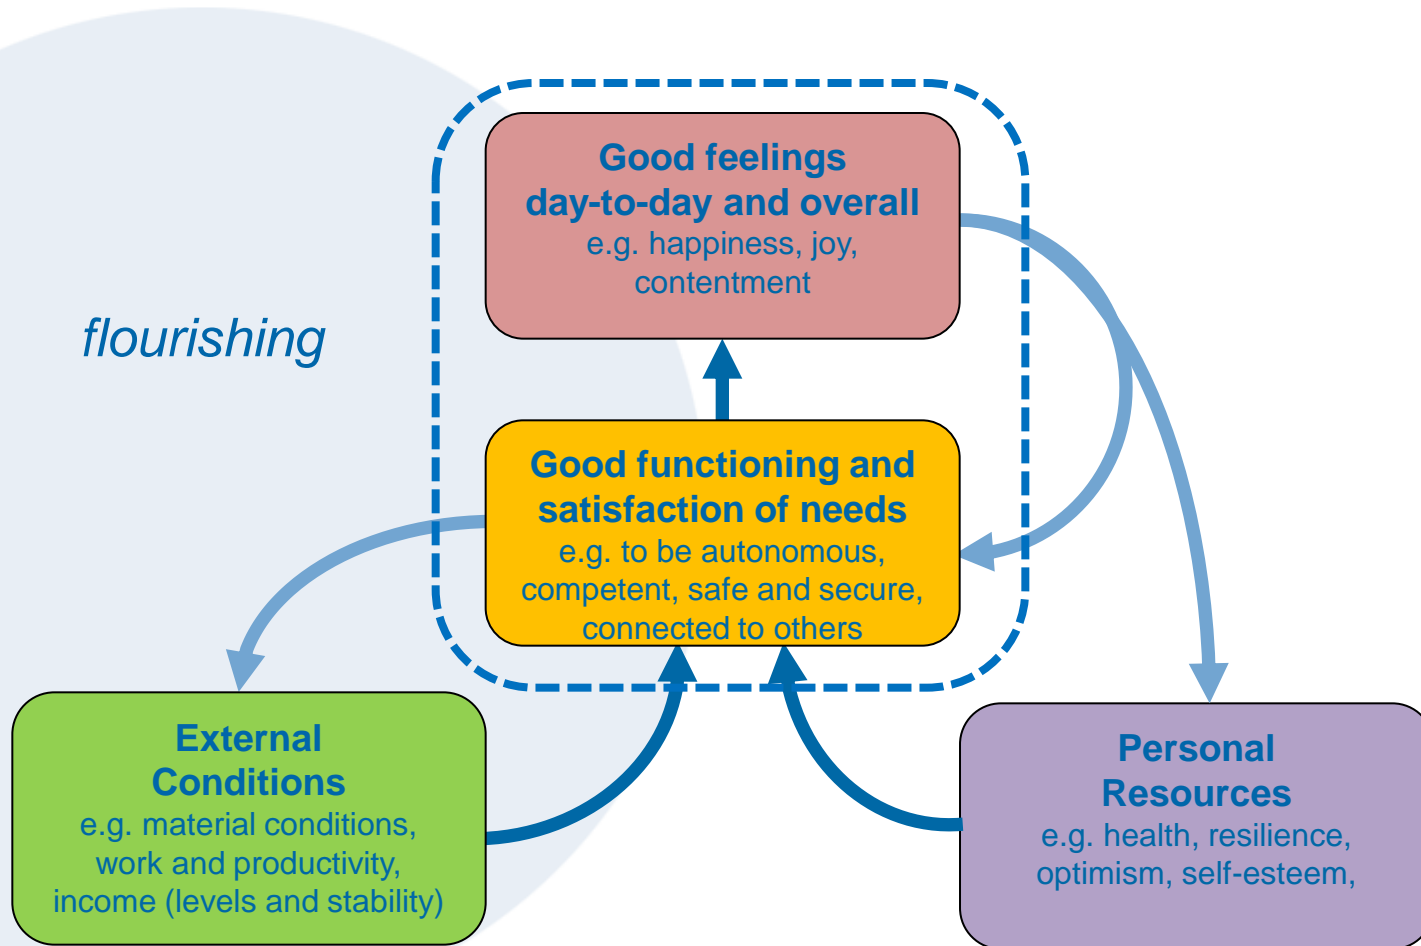 Good feelings
day-to-day and overall
e.g. happiness, joy,
contentment
flourishing
Good functioning and
satisfaction of needs
e.g. to be autonomous,
competent, safe and secure,
connected to others
External
Conditions
e.g. material conditions,
work and productivity,
income (levels and stability)
Personal
Resources
e.g. health, resilience,
optimism, self-esteem,